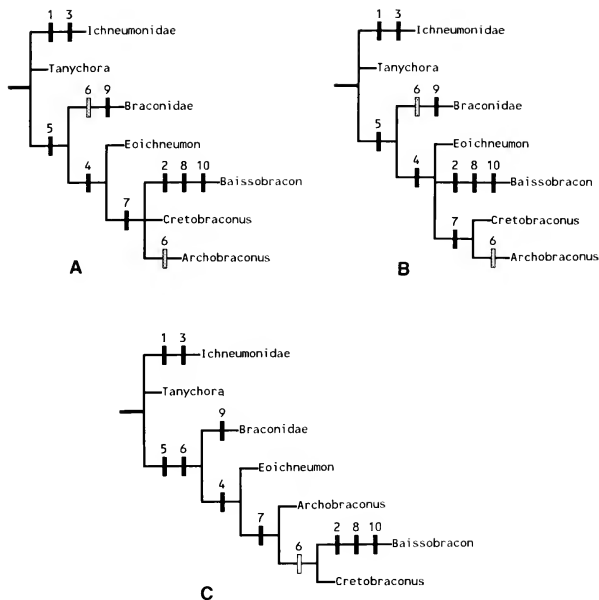 1 3
Ichneumonidae
Tanychora
6 9
Braconidae
5
Eoichneumon
4
2 8 10
Baissobracon
7
Cretobraconus
6
Archobraconus
A
1 3
Ichneumonidae
Tanychora
6 9
Braconidae
5
Eoichneumon
4
2 8 10
Baissobracon
Cretobraconus
7
6
Archobraconus
B
1 3
Ichneumonidae
Tanychora
9
Braconidae
5 6
Eoichneumon
4
Archobraconus
7
2 8 10
Baissobracon
6
Cretobraconus
C